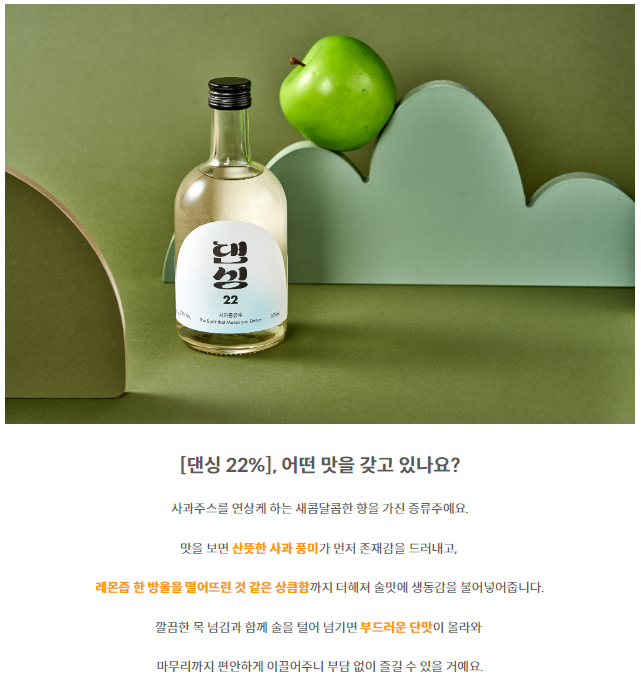 댄
싱
22
사과증류주
The Spirit that Makes you Dance
[댄싱 22%], 어떤 맛을 갖고 있나요?
사과주스를 연상케 하는 새콤달콤한 향을 가진 증류주예요.
맛을 보면 산뜻한 사과 풍미가 먼저 존재감을 드러내고,
레몬즙 한 방울을 떨어뜨린 것 같은 상큼함까지 더해져 술맛에 생동감을 불어넣어줍니다.
깔끔한 목 넘김과 함께 술을 털어 넘기면 부드러운 단맛이 올라와
마무리까지 편안하게 이끌어주니 부담 없이 즐길 수 있을 거예요.